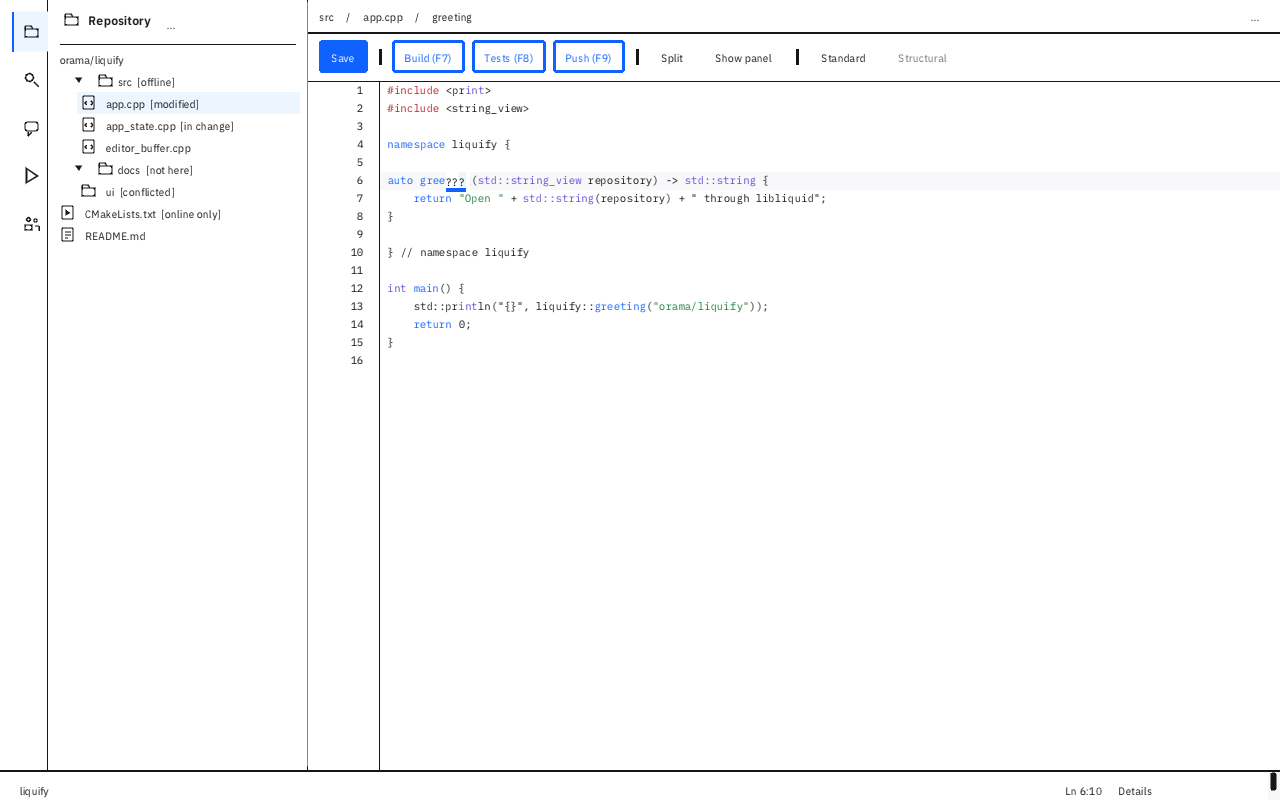 Repository ...
orama/liquify
src [offline]
app.cpp [modified]
app_state.cpp [in change]
editor_buffer.cpp
docs [not here]
ui [conflicted]
CMakeLists.txt [online only]
README.md
src / app.cpp / greeting ...
Save Build (F7) Tests (F8) Push (F9) Split Show panel Standard Structural
1 #include <print>
2 #include <string_view>
3
4 namespace liquify {
5
6 auto gree??? (std::string_view repository) -> std::string {
7 return "Open " + std::string(repository) + " through libliquid";
8 }
9
10 } // namespace liquify
11
12 int main() {
13 std::println("{}", liquify::greeting("orama/liquify"));
14 return 0;
15 }
16
liquify Ln 6:10 Details